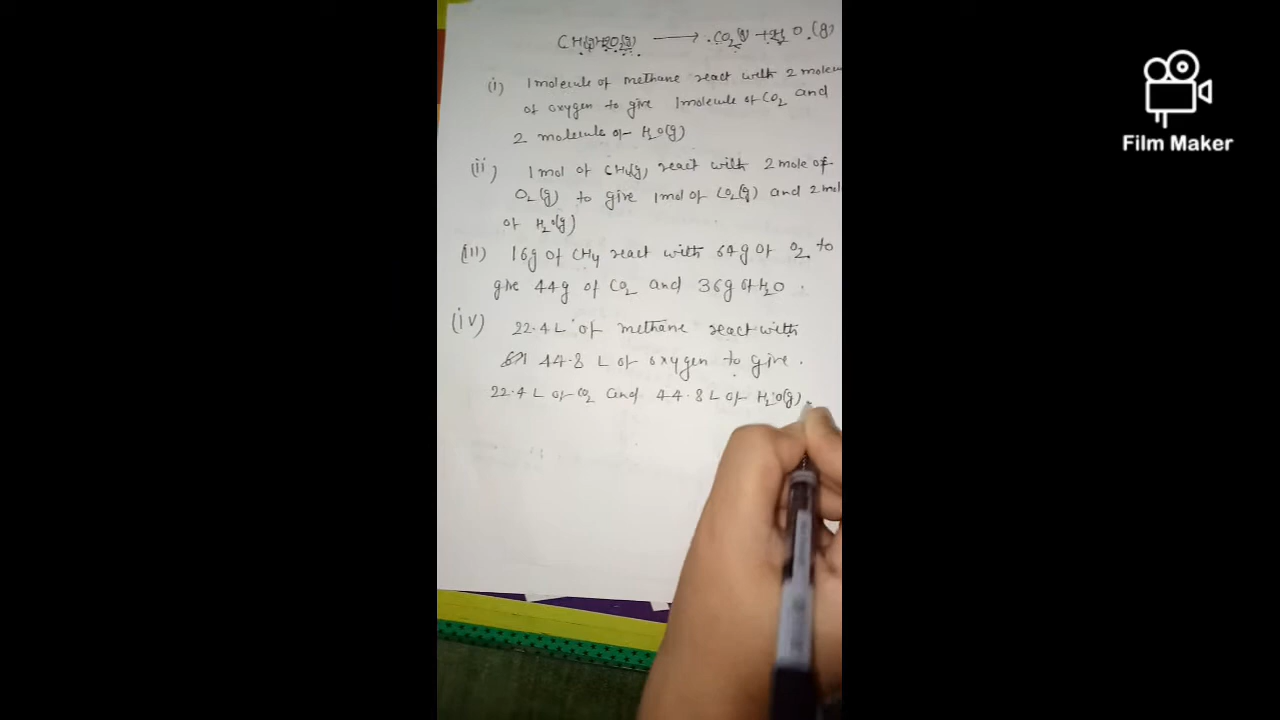 CH4(g)+2O2(g) ⟶ CO2(g) + 2H2O (g)
(i) 1 molecule of methane react with 2 molecu
of oxygen to give 1molecule of CO2 and
2 molecule of H2O(g)
(ii) 1 mol of CH4(g) react with 2 mole of
O2(g) to give 1mol of CO2(g) and 2 mol
of H2O(g)
(iii) 16g of CH4 react with 64g of O2 to
give 44g of CO2 and 36g of H2O .
(iv) 22.4 L of methane react with
44.8 L of oxygen to give .
22.4 L of CO2 and 44.8 L of H2O(g).
Film Maker